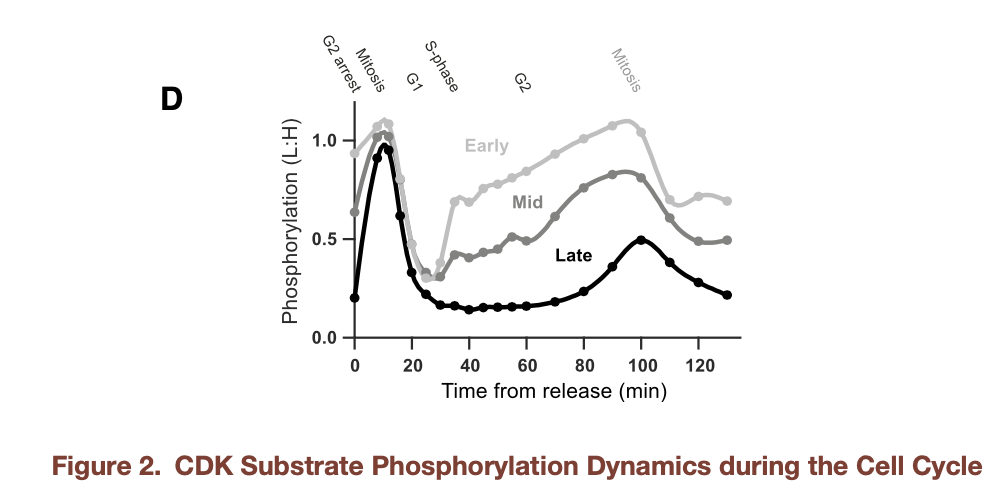 G2 arrest
Mitosis
G1
S-phase
G2
Mitosis
D
Phosphorylation (L:H)
1.0
0.5
0.0
Early
Mid
Late
0 20 40 60 80 100 120
Time from release (min)
Figure 2. CDK Substrate Phosphorylation Dynamics during the Cell Cycle